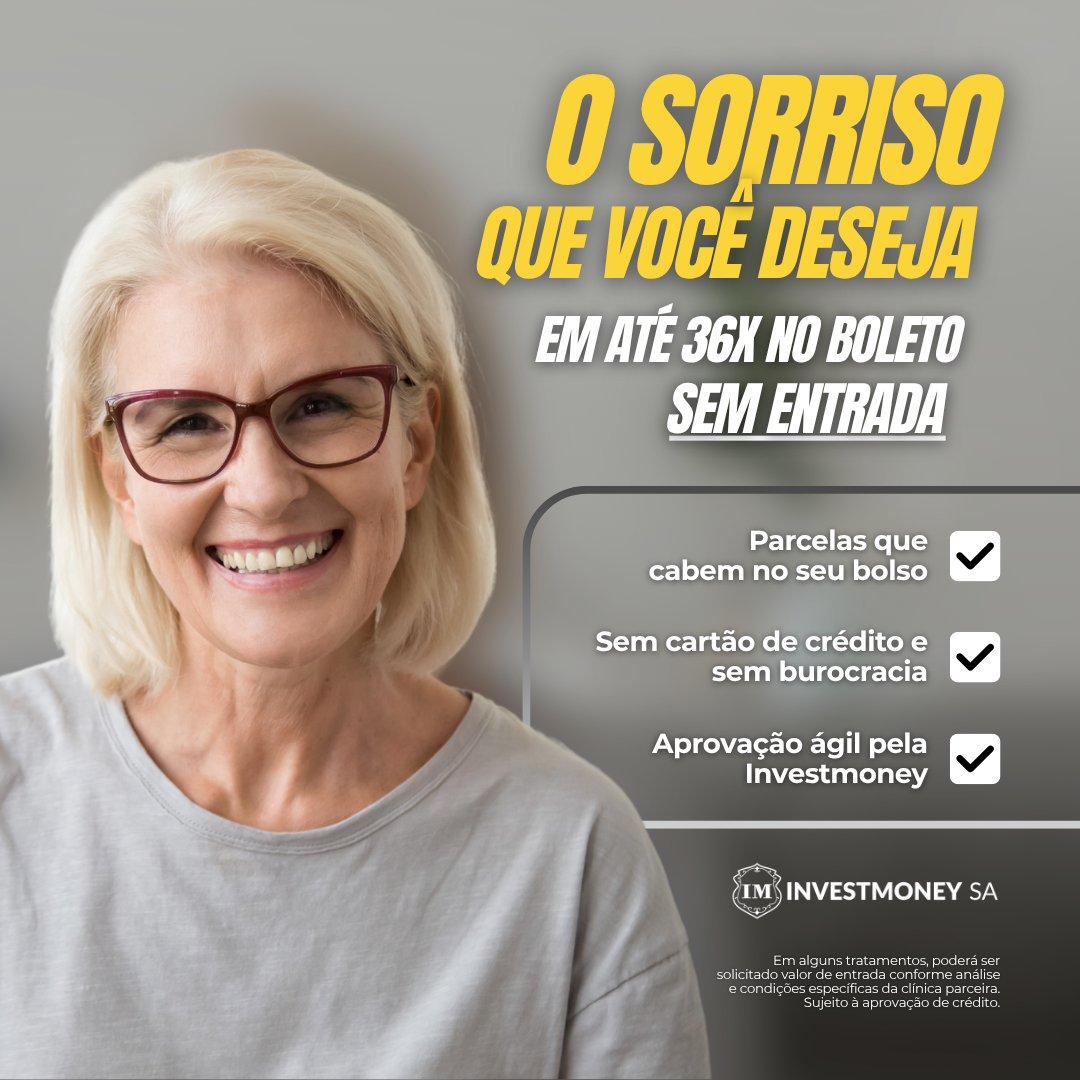 O SORRISO
QUE VOCÊ DESEJA
EM ATÉ 36X NO BOLETO
SEM ENTRADA
Parcelas que
cabem no seu bolso
Sem cartão de crédito e
sem burocracia
Aprovação ágil pela
Investmoney
IM INVESTMONEY SA
Em alguns tratamentos, poderá ser
solicitado valor de entrada conforme análise
e condições específicas da clínica parceira.
Sujeito à aprovação de crédito.